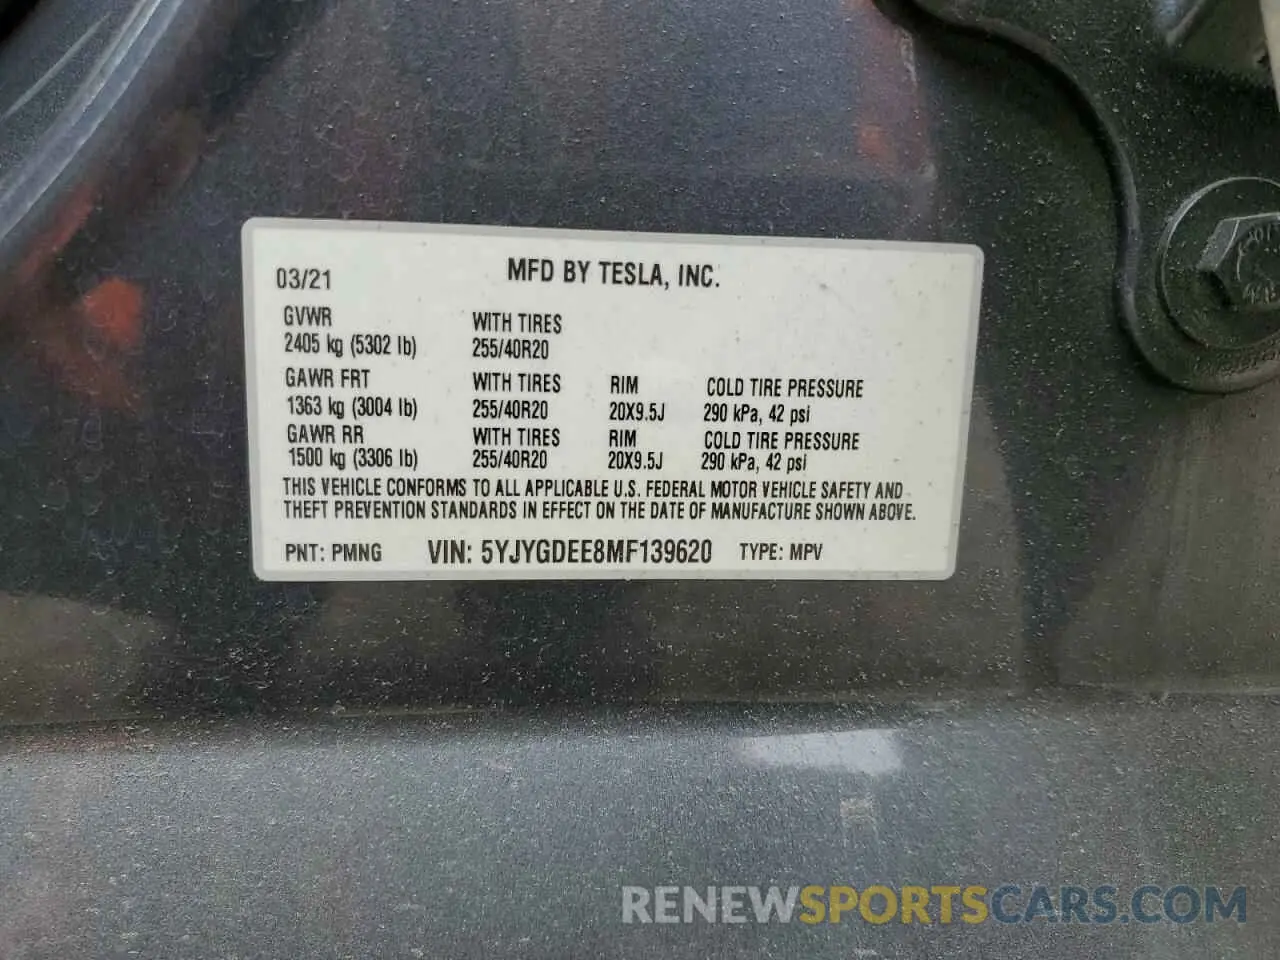 03/21 MFD BY TESLA, INC.
GVWR WITH TIRES
2405 kg (5302 lb) 255/40R20
GAWR FRT WITH TIRES RIM COLD TIRE PRESSURE
1363 kg (3004 lb) 255/40R20 20X9.5J 290 kPa, 42 psi
GAWR RR WITH TIRES RIM COLD TIRE PRESSURE
1500 kg (3306 lb) 255/40R20 20X9.5J 290 kPa, 42 psi
THIS VEHICLE CONFORMS TO ALL APPLICABLE U.S. FEDERAL MOTOR VEHICLE SAFETY AND
THEFT PREVENTION STANDARDS IN EFFECT ON THE DATE OF MANUFACTURE SHOWN ABOVE.
PNT: PMNG VIN: 5YJYGDEE8MF139620 TYPE: MPV
RENEWSPORTSCARS.COM